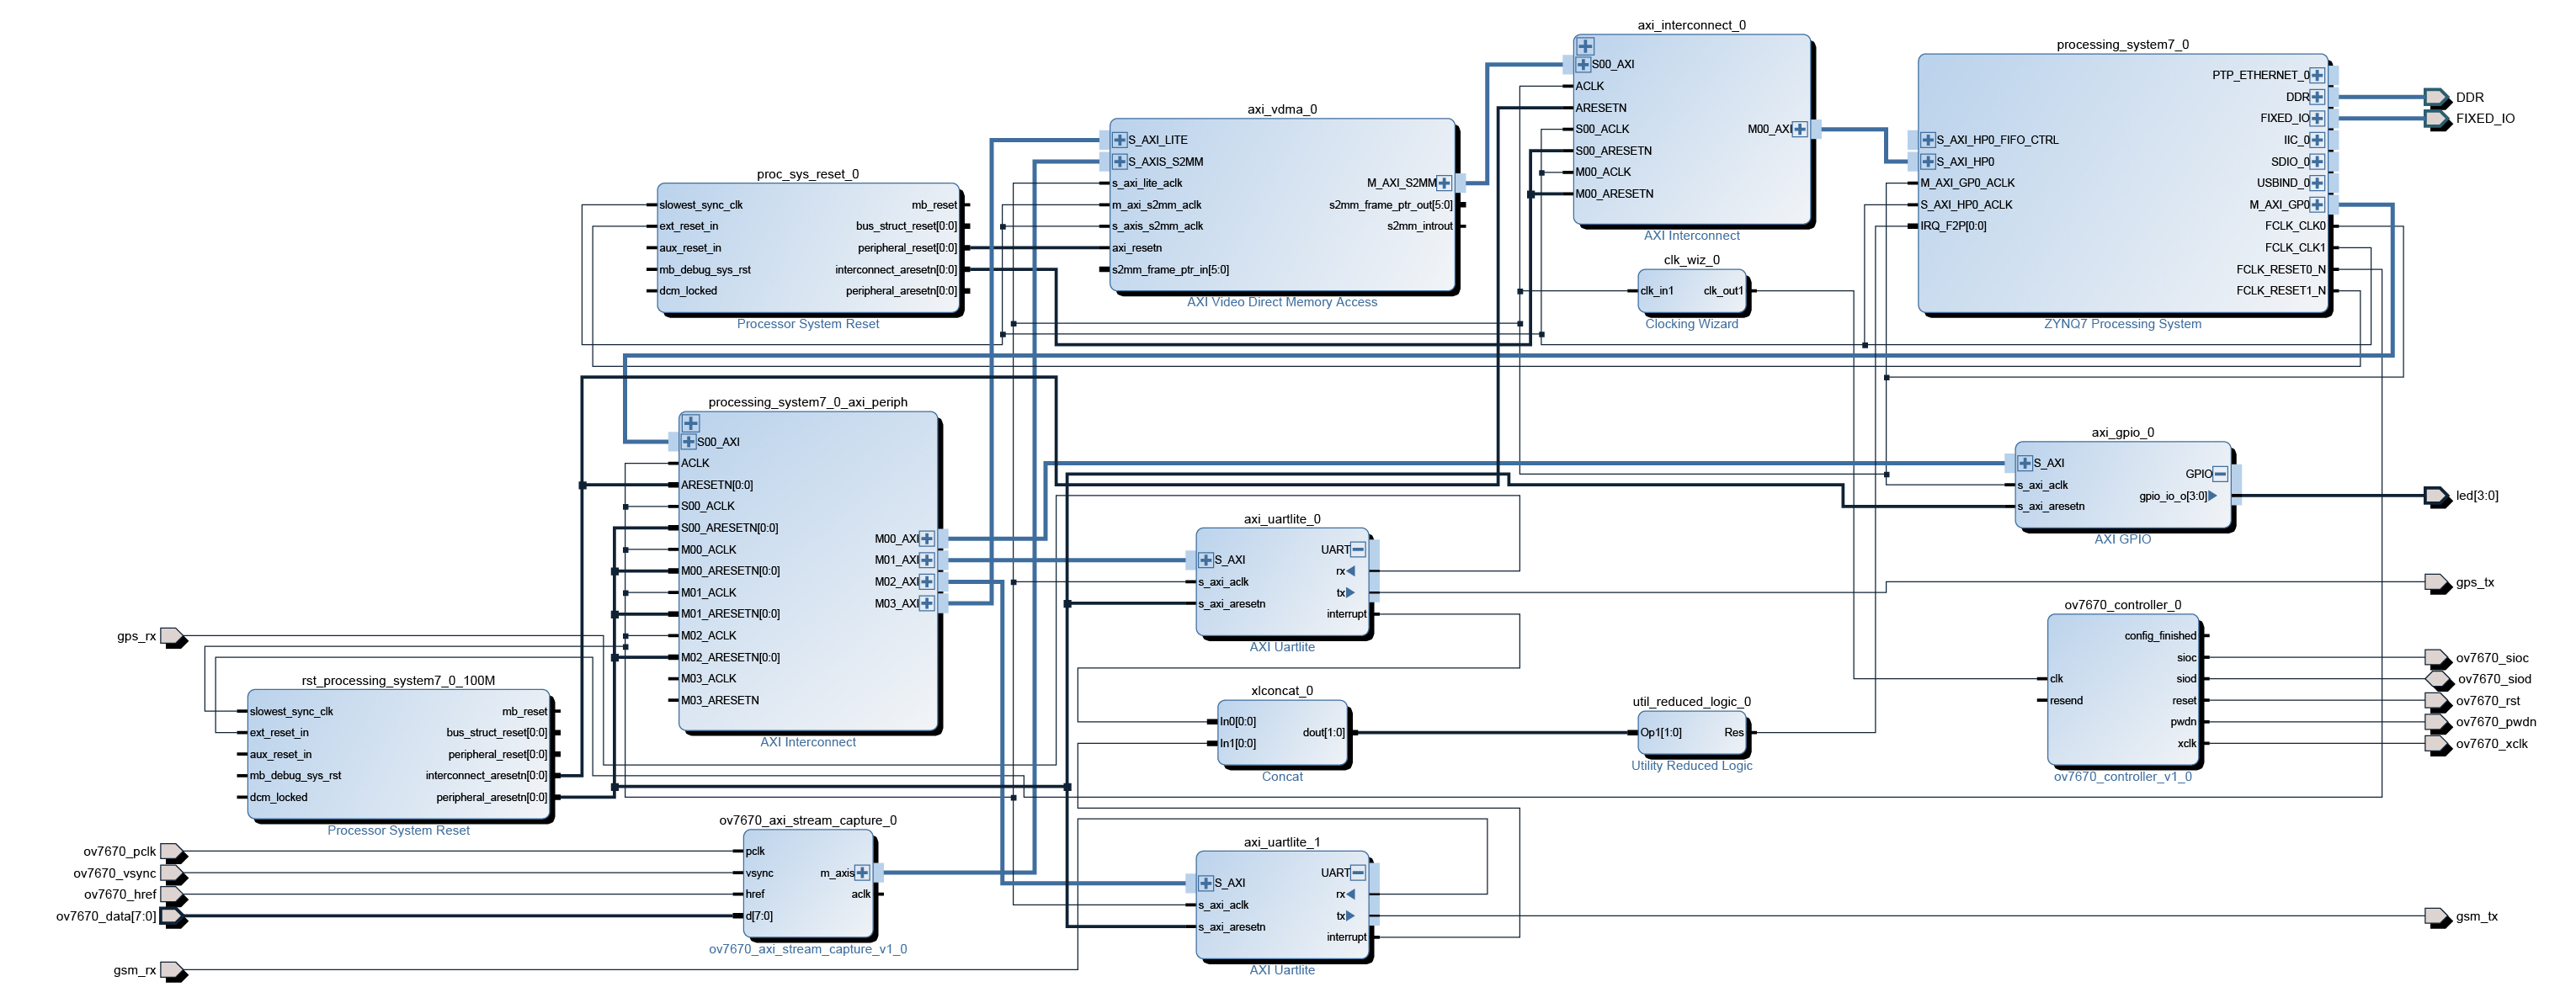 axi_interconnect_0
S00_AXI
ACLK
ARESETN
S00_ACLK
S00_ARESETN
M00_ACLK
M00_ARESETN
M00_AXI
AXI Interconnect
processing_system7_0
S_AXI_HP0_FIFO_CTRL
S_AXI_HP0
M_AXI_GP0_ACLK
S_AXI_HP0_ACLK
IRQ_F2P[0:0]
PTP_ETHERNET_0
DDR
FIXED_IO
IIC_0
SDIO_0
USBIND_0
M_AXI_GP0
FCLK_CLK0
FCLK_CLK1
FCLK_RESET0_N
FCLK_RESET1_N
ZYNQ7 Processing System
DDR
FIXED_IO
axi_vdma_0
S_AXI_LITE
S_AXIS_S2MM
s_axi_lite_aclk
m_axi_s2mm_aclk
s_axis_s2mm_aclk
axi_resetn
s2mm_frame_ptr_in[5:0]
M_AXI_S2MM
s2mm_frame_ptr_out[5:0]
s2mm_introut
AXI Video Direct Memory Access
proc_sys_reset_0
slowest_sync_clk
ext_reset_in
aux_reset_in
mb_debug_sys_rst
dcm_locked
mb_reset
bus_struct_reset[0:0]
peripheral_reset[0:0]
interconnect_aresetn[0:0]
peripheral_aresetn[0:0]
Processor System Reset
clk_wiz_0
clk_in1
clk_out1
Clocking Wizard
processing_system7_0_axi_periph
S00_AXI
ACLK
ARESETN[0:0]
S00_ACLK
S00_ARESETN[0:0]
M00_ACLK
M00_ARESETN[0:0]
M01_ACLK
M01_ARESETN[0:0]
M02_ACLK
M02_ARESETN[0:0]
M03_ACLK
M03_ARESETN
M00_AXI
M01_AXI
M02_AXI
M03_AXI
AXI Interconnect
axi_gpio_0
S_AXI
s_axi_aclk
s_axi_aresetn
GPIO
gpio_io_o[3:0]
AXI GPIO
led[3:0]
axi_uartlite_0
S_AXI
s_axi_aclk
s_axi_aresetn
UART
rx
tx
interrupt
AXI Uartlite
gps_tx
gps_rx
rst_processing_system7_0_100M
slowest_sync_clk
ext_reset_in
aux_reset_in
mb_debug_sys_rst
dcm_locked
mb_reset
bus_struct_reset[0:0]
peripheral_reset[0:0]
interconnect_aresetn[0:0]
peripheral_aresetn[0:0]
Processor System Reset
xlconcat_0
In0[0:0]
In1[0:0]
dout[1:0]
Concat
util_reduced_logic_0
Op1[1:0]
Res
Utility Reduced Logic
ov7670_controller_0
clk
resend
config_finished
sioc
siod
reset
pwdn
xclk
ov7670_controller_v1_0
ov7670_sioc
ov7670_siod
ov7670_rst
ov7670_pwdn
ov7670_xclk
ov7670_pclk
ov7670_vsync
ov7670_href
ov7670_data[7:0]
ov7670_axi_stream_capture_0
pclk
vsync
href
d[7:0]
m_axis
aclk
ov7670_axi_stream_capture_v1_0
axi_uartlite_1
S_AXI
s_axi_aclk
s_axi_aresetn
UART
rx
tx
interrupt
AXI Uartlite
gsm_tx
gsm_rx